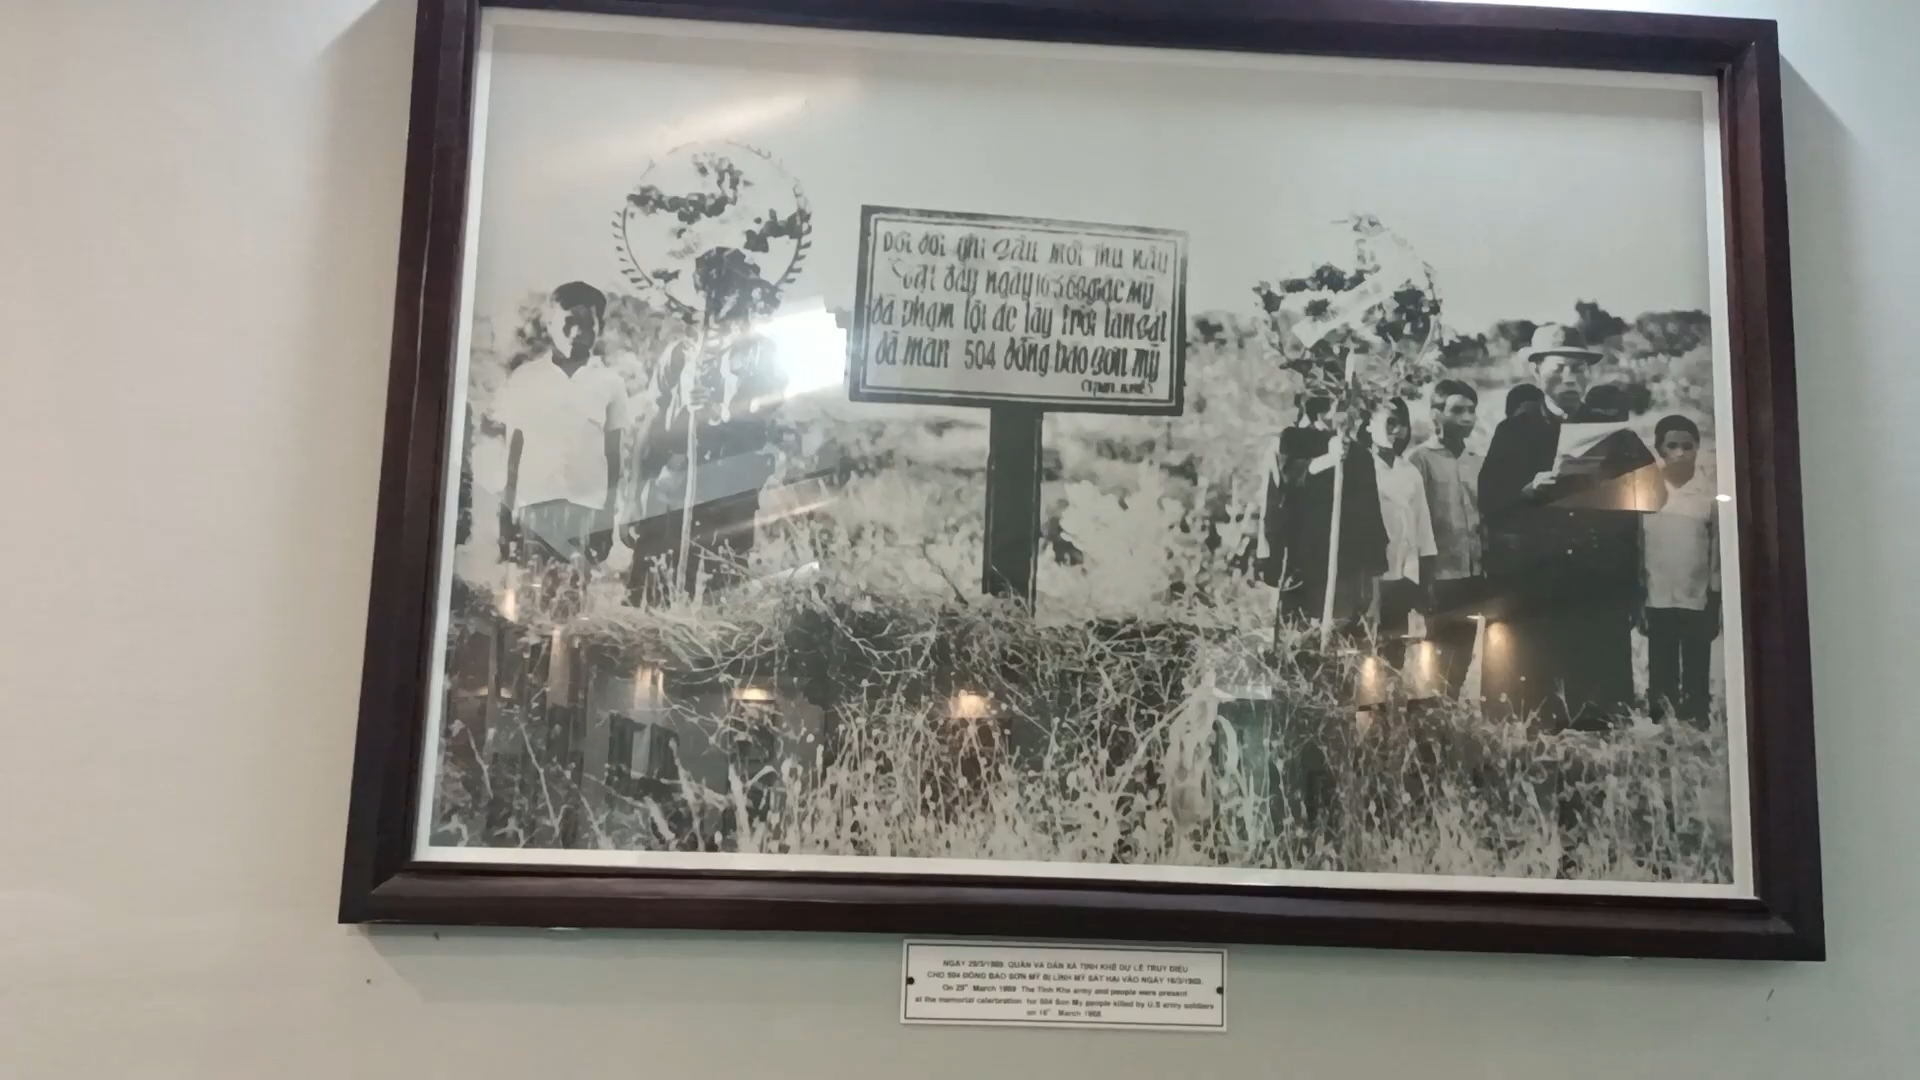 Đời đời ghi sâu mối thù này
tại đây ngày 16 3 68 giặc Mỹ
đã phạm tội ác tày trời tàn sát
dã man 504 đồng bào Sơn Mỹ
(TỊNH KHÊ)
NGÀY 29/3/1969. QUÂN VÀ DÂN XÃ TỊNH KHÊ DỰ LỄ TRUY ĐIỆU
CHO 504 ĐỒNG BÀO SƠN MỸ BỊ LÍNH MỸ SÁT HẠI VÀO NGÀY 16/3/1968.
On March 1969 The Tinh Khe army and people were present
at the memorial celarbration for 504 Son My people killed by U.S army soldiers
on 16" March 1968